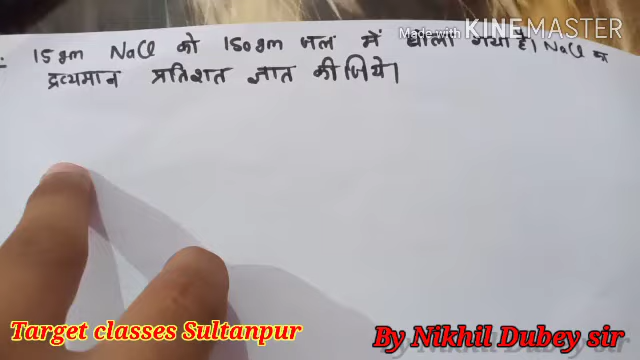 Made with KINEMASTER
15 gm NaCl को 150 gm जल में घोला गया है। NaCl का
द्रव्यमान प्रतिशत ज्ञात कीजिये।
Target classes Sultanpur
By Nikhil Dubey sir